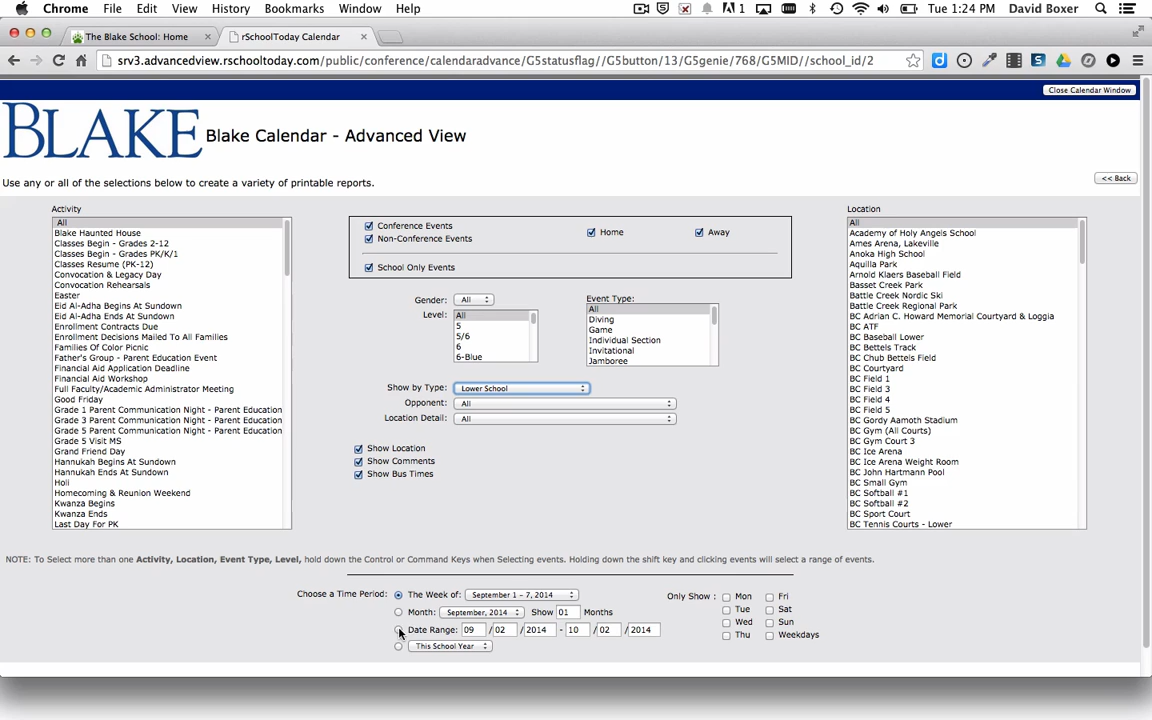 Chrome File Edit View History Bookmarks Window Help 1 Tue 1:24 PM David Boxer
The Blake School: Home × rSchoolToday Calendar ×
srv3.advancedview.rschooltoday.com/public/conference/calendaradvance/G5statusflag//G5button/13/G5genie/768/G5MID//school_id/2
Close Calendar Window
BLAKE Blake Calendar - Advanced View
Use any or all of the selections below to create a variety of printable reports.
<< Back
Activity
All
Blake Haunted House
Classes Begin - Grades 2-12
Classes Begin - Grades PK/K/1
Classes Resume (PK-12)
Convocation & Legacy Day
Convocation Rehearsals
Easter
Eid Al-Adha Begins At Sundown
Eid Al-Adha Ends At Sundown
Enrollment Contracts Due
Enrollment Decisions Mailed To All Families
Families Of Color Picnic
Father's Group - Parent Education Event
Financial Aid Application Deadline
Financial Aid Workshop
Full Faculty/Academic Administrator Meeting
Good Friday
Grade 1 Parent Communication Night - Parent Education
Grade 3 Parent Communication Night - Parent Education
Grade 5 Parent Communication Night - Parent Education
Grade 5 Visit MS
Grand Friend Day
Hannukah Begins At Sundown
Hannukah Ends At Sundown
Holi
Homecoming & Reunion Weekend
Kwanza Begins
Kwanza Ends
Last Day For PK
Conference Events
Non-Conference Events
Home
Away
School Only Events
Gender: All
Level:
All
5
5/6
6
6-Blue
Event Type:
All
Diving
Game
Individual Section
Invitational
Jamboree
Show by Type: Lower School
Opponent: All
Location Detail: All
Show Location
Show Comments
Show Bus Times
Location
All
Academy of Holy Angels School
Ames Arena, Lakeville
Anoka High School
Aquilla Park
Arnold Klaers Baseball Field
Basset Creek Park
Battle Creek Nordic Ski
Battle Creek Regional Park
BC Adrian C. Howard Memorial Courtyard & Loggia
BC ATF
BC Baseball Lower
BC Bettels Track
BC Chub Bettels Field
BC Courtyard
BC Field 1
BC Field 3
BC Field 4
BC Field 5
BC Gordy Aamoth Stadium
BC Gym (All Courts)
BC Gym Court 3
BC Ice Arena
BC Ice Arena Weight Room
BC John Hartmann Pool
BC Small Gym
BC Softball #1
BC Softball #2
BC Sport Court
BC Tennis Courts - Lower
NOTE: To Select more than one Activity, Location, Event Type, Level, hold down the Control or Command Keys when Selecting events. Holding down the shift key and clicking events will select a range of events.
Choose a Time Period: The Week of: September 1 - 7, 2014
Month: September, 2014 Show 01 Months
Date Range: 09 / 02 / 2014 - 10 / 02 / 2014
This School Year
Only Show : Mon Fri
Tue Sat
Wed Sun
Thu Weekdays